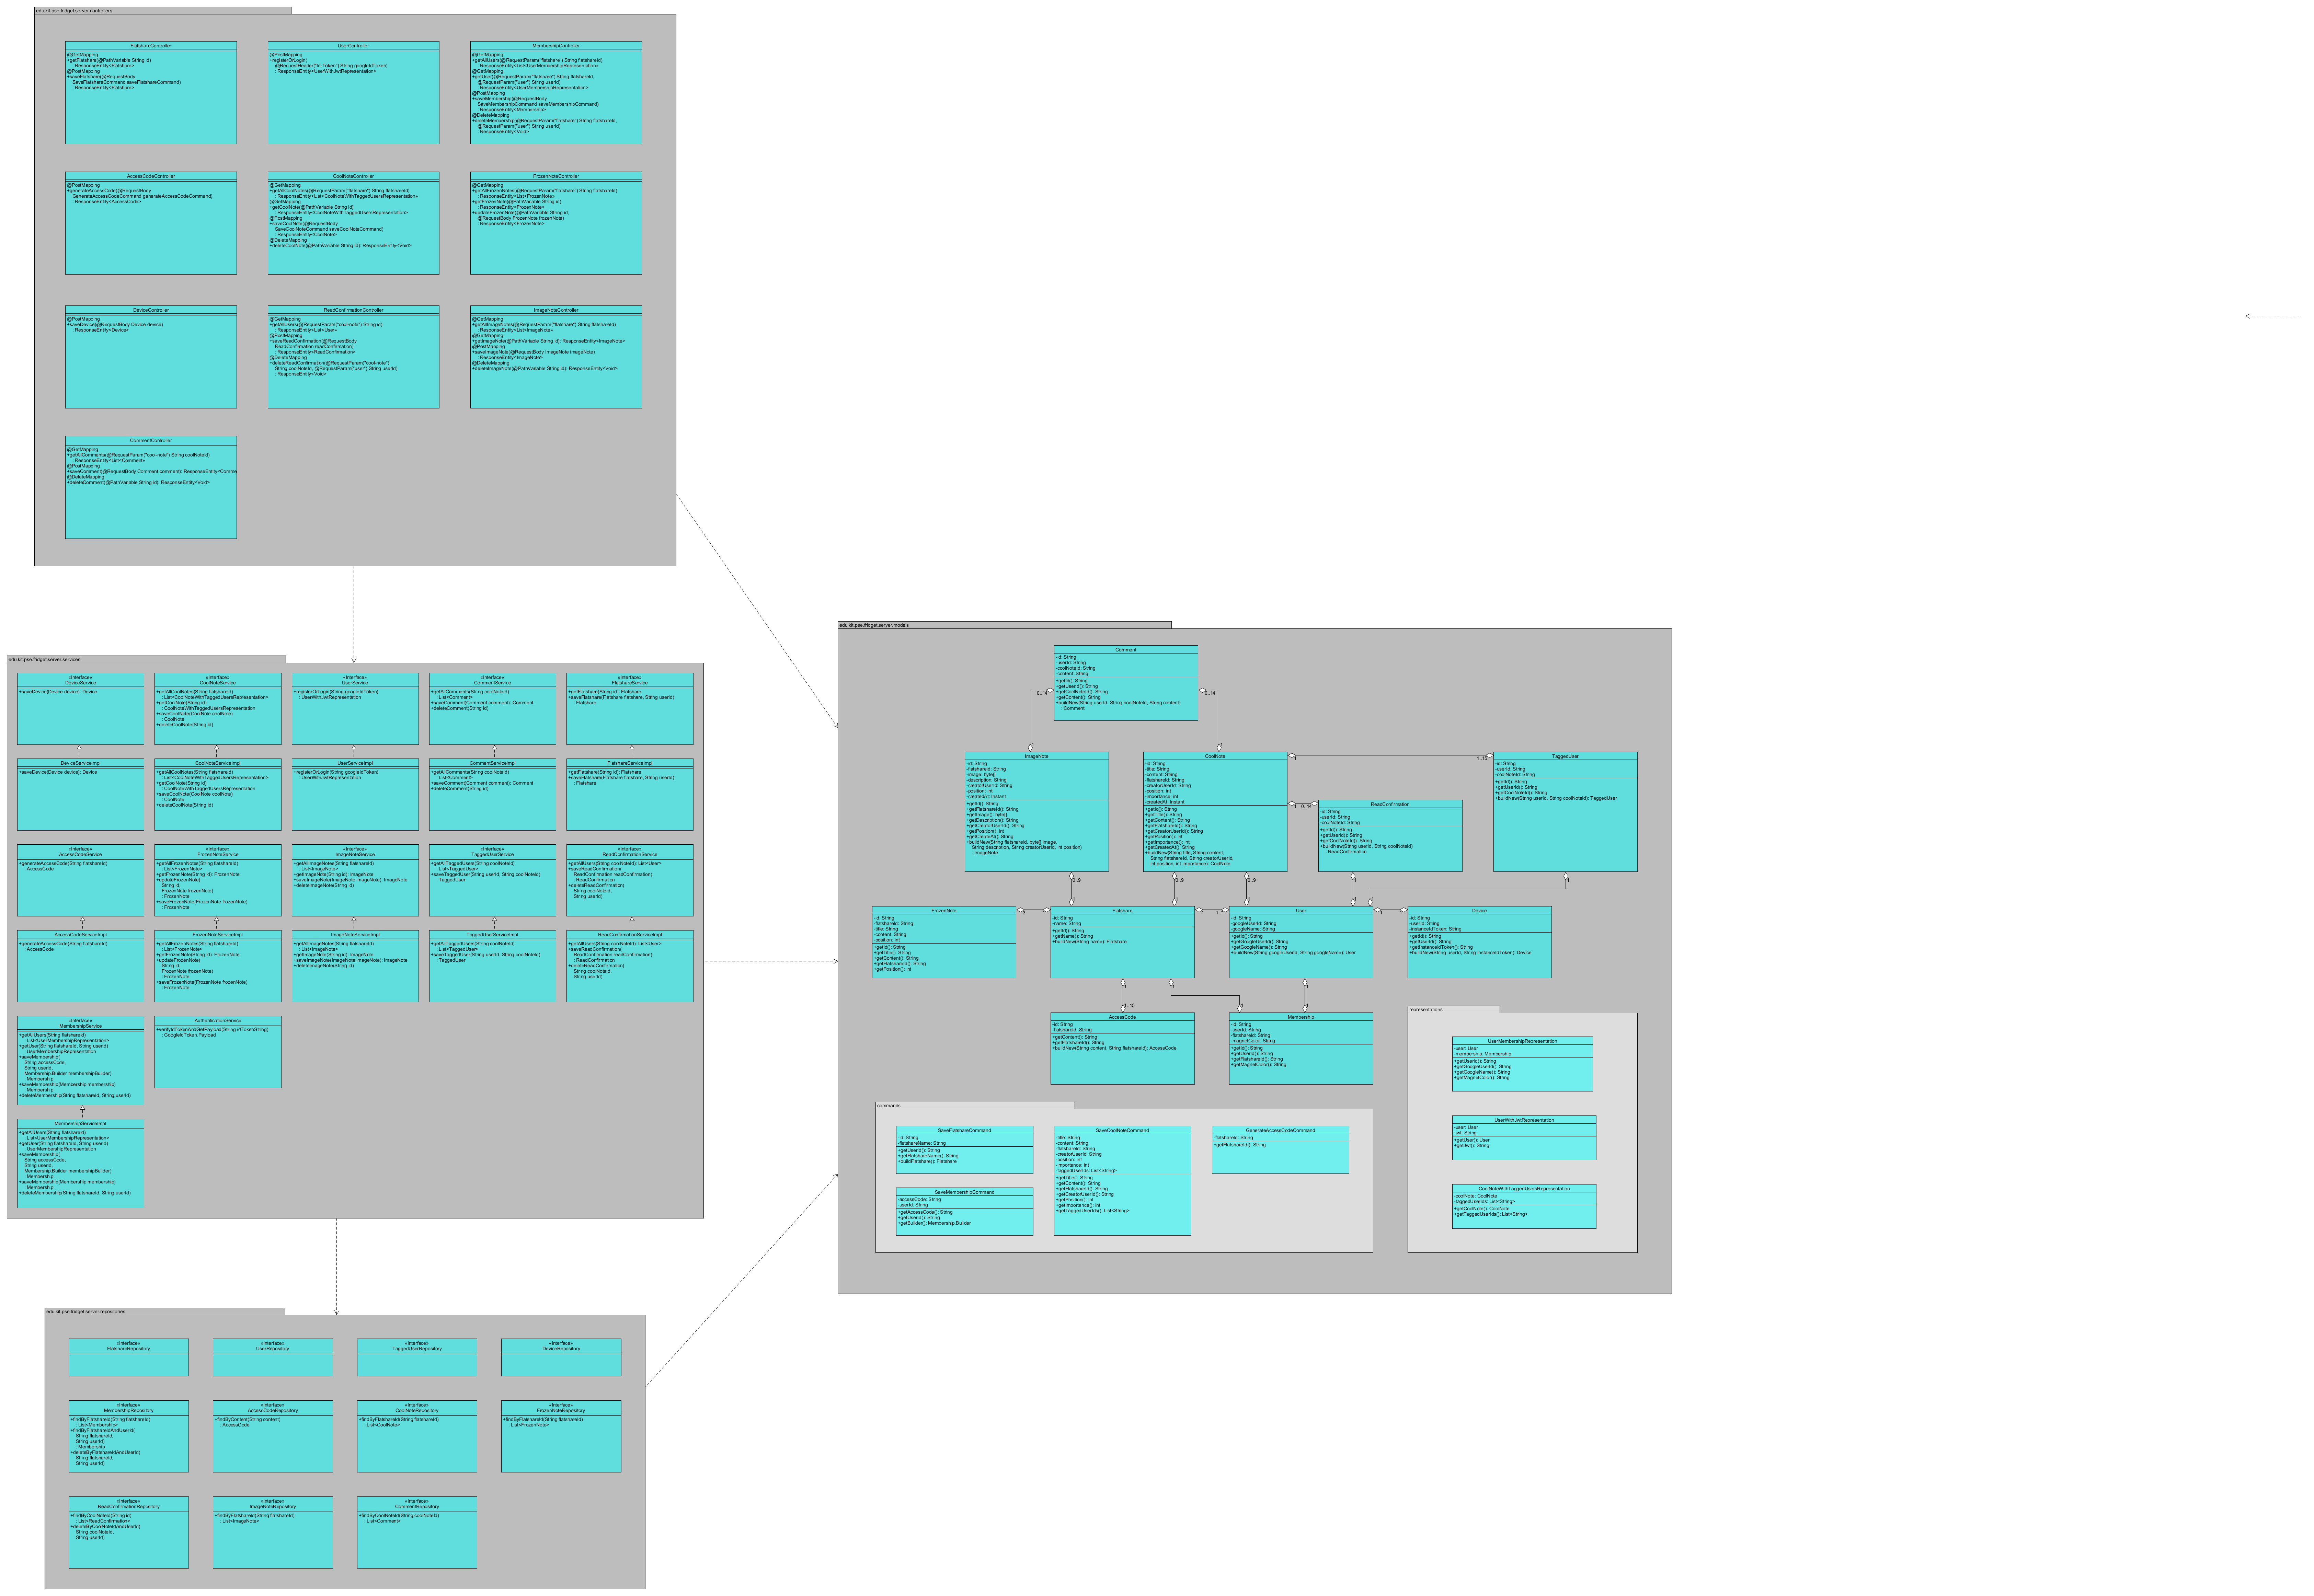 edu.kit.pse.fridget.server.controllers
FlatshareController
@GetMapping
+getFlatshare(@PathVariable String id)
: ResponseEntity<Flatshare>
@PostMapping
+saveFlatshare(@RequestBody
SaveFlatshareCommand saveFlatshareCommand)
: ResponseEntity<Flatshare>
UserController
@PostMapping
+registerOrLogin(
@RequestHeader("Id-Token") String googleIdToken)
: ResponseEntity<UserWithJwtRepresentation>
MembershipController
@GetMapping
+getAllUsers(@RequestParam("flatshare") String flatshareId)
: ResponseEntity<List<UserMembershipRepresentation»
@GetMapping
+getUser(@RequestParam("flatshare") String flatshareId,
@RequestParam("user") String userId)
: ResponseEntity<UserMembershipRepresentation>
@PostMapping
+saveMembership(@RequestBody
SaveMembershipCommand saveMembershipCommand)
: ResponseEntity<Membership>
@DeleteMapping
+deleteMembership(@RequestParam("flatshare") String flatshareId,
@RequestParam("user") String userId)
: ResponseEntity<Void>
AccessCodeController
@PostMapping
+generateAccessCode(@RequestBody
GenerateAccessCodeCommand generateAccessCodeCommand)
: ResponseEntity<AccessCode>
CoolNoteController
@GetMapping
+getAllCoolNotes(@RequestParam("flatshare") String flatshareId)
: ResponseEntity<List<CoolNoteWithTaggedUsersRepresentation»
@GetMapping
+getCoolNote(@PathVariable String id)
: ResponseEntity<CoolNoteWithTaggedUsersRepresentation>
@PostMapping
+saveCoolNote(@RequestBody
SaveCoolNoteCommand saveCoolNoteCommand)
: ResponseEntity<CoolNote>
@DeleteMapping
+deleteCoolNote(@PathVariable String id): ResponseEntity<Void>
FrozenNoteController
@GetMapping
+getAllFrozenNotes(@RequestParam("flatshare") String flatshareId)
: ResponseEntity<List<FrozenNote»
+getFrozenNote(@PathVariable String id)
: ResponseEntity<FrozenNote>
+updateFrozenNote(@PathVariable String id,
@RequestBody FrozenNote frozenNote)
: ResponseEntity<FrozenNote>
DeviceController
@PostMapping
+saveDevice(@RequestBody Device device)
: ResponseEntity<Device>
ReadConfirmationController
@GetMapping
+getAllUsers(@RequestParam("cool-note") String id)
: ResponseEntity<List<User»
@PostMapping
+saveReadConfirmation(@RequestBody
ReadConfirmation readConfirmation)
: ResponseEntity<ReadConfirmation>
@DeleteMapping
+deleteReadConfirmation(@RequestParam("cool-note")
String coolNoteId, @RequestParam("user") String userId)
: ResponseEntity<Void>
ImageNoteController
@GetMapping
+getAllImageNotes(@RequestParam("flatshare") String flatshareId)
: ResponseEntity<List<ImageNote»
@GetMapping
+getImageNote(@PathVariable String id): ResponseEntity<ImageNote>
@PostMapping
+saveImageNote(@RequestBody ImageNote imageNote)
: ResponseEntity<ImageNote>
@DeleteMapping
+deleteImageNote(@PathVariable String id): ResponseEntity<Void>
CommentController
@GetMapping
+getAllComments(@RequestParam("cool-note") String coolNoteId)
: ResponseEntity<List<Comment»
@PostMapping
+saveComment(@RequestBody Comment comment): ResponseEntity<Comme
@DeleteMapping
+deleteComment(@PathVariable String id): ResponseEntity<Void>
edu.kit.pse.fridget.server.services
«Interface»
DeviceService
+saveDevice(Device device): Device
«Interface»
CoolNoteService
+getAllCoolNotes(String flatshareId)
: List<CoolNoteWithTaggedUsersRepresentation>
+getCoolNote(String id)
: CoolNoteWithTaggedUsersRepresentation
+saveCoolNote(CoolNote coolNote)
: CoolNote
+deleteCoolNote(String id)
«Interface»
UserService
+registerOrLogin(String googleIdToken)
: UserWithJwtRepresentation
«Interface»
CommentService
+getAllComments(String coolNoteId)
: List<Comment>
+saveComment(Comment comment): Comment
+deleteComment(String id)
«Interface»
FlatshareService
+getFlatshare(String id): Flatshare
+saveFlatshare(Flatshare flatshare, String userId)
: Flatshare
DeviceServiceImpl
+saveDevice(Device device): Device
CoolNoteServiceImpl
+getAllCoolNotes(String flatshareId)
: List<CoolNoteWithTaggedUsersRepresentation>
+getCoolNote(String id)
: CoolNoteWithTaggedUsersRepresentation
+saveCoolNote(CoolNote coolNote)
: CoolNote
+deleteCoolNote(String id)
UserServiceImpl
+registerOrLogin(String googleIdToken)
: UserWithJwtRepresentation
CommentServiceImpl
+getAllComments(String coolNoteId)
: List<Comment>
+saveComment(Comment comment): Comment
+deleteComment(String id)
FlatshareServiceImpl
+getFlatshare(String id): Flatshare
+saveFlatshare(Flatshare flatshare, String userId)
: Flatshare
«Interface»
AccessCodeService
+generateAccessCode(String flatshareId)
: AccessCode
«Interface»
FrozenNoteService
+getAllFrozenNotes(String flatshareId)
: List<FrozenNote>
+getFrozenNote(String id): FrozenNote
+updateFrozenNote(
String id,
FrozenNote frozenNote)
: FrozenNote
+saveFrozenNote(FrozenNote frozenNote)
: FrozenNote
«Interface»
ImageNoteService
+getAllImageNotes(String flatshareId)
: List<ImageNote>
+getImageNote(String id): ImageNote
+saveImageNote(ImageNote imageNote): ImageNote
+deleteImageNote(String id)
«Interface»
TaggedUserService
+getAllTaggedUsers(String coolNoteId)
: List<TaggedUser>
+saveTaggedUser(String userId, String coolNoteId)
: TaggedUser
«Interface»
ReadConfirmationService
+getAllUsers(String coolNoteId): List<User>
+saveReadConfirmation(
ReadConfirmation readConfirmation)
: ReadConfirmation
+deleteReadConfirmation(
String coolNoteId,
String userId)
AccessCodeServiceImpl
+generateAccessCode(String flatshareId)
: AccessCode
FrozenNoteServiceImpl
+getAllFrozenNotes(String flatshareId)
: List<FrozenNote>
+getFrozenNote(String id): FrozenNote
+updateFrozenNote(
String id,
FrozenNote frozenNote)
: FrozenNote
+saveFrozenNote(FrozenNote frozenNote)
: FrozenNote
ImageNoteServiceImpl
+getAllImageNotes(String flatshareId)
: List<ImageNote>
+getImageNote(String id): ImageNote
+saveImageNote(ImageNote imageNote): ImageNote
+deleteImageNote(String id)
TaggedUserServiceImpl
+getAllTaggedUsers(String coolNoteId)
: List<TaggedUser>
+saveTaggedUser(String userId, String coolNoteId)
: TaggedUser
ReadConfirmationServiceImpl
+getAllUsers(String coolNoteId): List<User>
+saveReadConfirmation(
ReadConfirmation readConfirmation)
: ReadConfirmation
+deleteReadConfirmation(
String coolNoteId,
String userId)
«Interface»
MembershipService
+getAllUsers(String flatshareId)
: List<UserMembershipRepresentation>
+getUser(String flatshareId, String userId)
: UserMembershipRepresentation
+saveMembership(
String accessCode,
String userId,
Membership.Builder membershipBuilder)
: Membership
+saveMembership(Membership membership)
: Membership
+deleteMembership(String flatshareId, String userId)
AuthenticationService
+verifyIdTokenAndGetPayload(String idTokenString)
: GoogleIdToken.Payload
MembershipServiceImpl
+getAllUsers(String flatshareId)
: List<UserMembershipRepresentation>
+getUser(String flatshareId, String userId)
: UserMembershipRepresentation
+saveMembership(
String accessCode,
String userId,
Membership.Builder membershipBuilder)
: Membership
+saveMembership(Membership membership)
: Membership
+deleteMembership(String flatshareId, String userId)
edu.kit.pse.fridget.server.models
Comment
-id: String
-userId: String
-coolNoteId: String
-content: String
+getId(): String
+getUserId(): String
+getCoolNoteId(): String
+getContent(): String
+buildNew(String userId, String coolNoteId, String content)
: Comment
0..14
0..14
1
1
ImageNote
-id: String
-flatshareId: String
-image: byte[]
-description: String
-creatorUserId: String
-position: int
-createdAt: Instant
+getId(): String
+getFlatshareId(): String
+getImage(): byte[]
+getDescription(): String
+getCreatorUserId(): String
+getPosition(): int
+getCreateAt(): String
+buildNew(String flatshareId, byte[] image,
String description, String creatorUserId, int position)
: ImageNote
CoolNote
-id: String
-title: String
-content: String
-flatshareId: String
-creatorUserId: String
-position: int
-importance: int
-createdAt: Instant
+getId(): String
+getTitle(): String
+getContent(): String
+getFlatshareId(): String
+getCreatorUserId(): String
+getPosition(): int
+getImportance(): int
+getCreatedAt(): String
+buildNew(String title, String content,
String flatshareId, String creatorUserId,
int position, int importance): CoolNote
1
1..15
TaggedUser
-id: String
-userId: String
-coolNoteId: String
+getId(): String
+getUserId(): String
+getCoolNoteId(): String
+buildNew(String userId, String coolNoteId): TaggedUser
1
0..14
ReadConfirmation
-id: String
-userId: String
-coolNoteId: String
+getId(): String
+getUserId(): String
+getCoolNoteId(): String
+buildNew(String userId, String coolNoteId)
: ReadConfirmation
0..9
0..9
0..9
1
1
1
1
1
1
1
FrozenNote
-id: String
-flatshareId: String
-title: String
-content: String
-position: int
+getId(): String
+getTitle(): String
+getContent(): String
+getFlatshareId(): String
+getPosition(): int
3
1
Flatshare
-id: String
-name: String
+getId(): String
+getName(): String
+buildNew(String name): Flatshare
1
User
-id: String
-googleUserId: String
-googleName: String
+getId(): String
+getGoogleUserId(): String
+getGoogleName(): String
+buildNew(String googleUserId, String googleName): User
1
1
Device
-id: String
-userId: String
-instanceIdToken: String
+getId(): String
+getUserId(): String
+getInstanceIdToken(): String
+buildNew(String userId, String instanceIdToken): Device
1
1
1
1..15
1
1
AccessCode
-id: String
-flatshareId: String
+getContent(): String
+getFlatshareId(): String
+buildNew(String content, String flatshareId): AccessCode
Membership
-id: String
-userId: String
-flatshareId: String
-magnetColor: String
+getId(): String
+getUserId(): String
+getFlatshareId(): String
+getMagnetColor(): String
representations
UserMembershipRepresentation
-user: User
-membership: Membership
+getUserId(): String
+getGoogleUserId(): String
+getGoogleName(): String
+getMagnetColor(): String
UserWithJwtRepresentation
-user: User
-jwt: String
+getUser(): User
+getJwt(): String
CoolNoteWithTaggedUsersRepresentation
-coolNote: CoolNote
-taggedUserIds: List<String>
+getCoolNote(): CoolNote
+getTaggedUserIds(): List<String>
commands
SaveFlatshareCommand
-id: String
-flatshareName: String
+getUserId(): String
+getFlatshareName(): String
+buildFlatshare(): Flatshare
SaveCoolNoteCommand
-title: String
-content: String
-flatshareId: String
-creatorUserId: String
-position: int
-importance: int
-taggedUserIds: List<String>
+getTitle(): String
+getContent(): String
+getFlatshareId(): String
+getCreatorUserId(): String
+getPosition(): int
+getImportance(): int
+getTaggedUserIds(): List<String>
GenerateAccessCodeCommand
-flatshareId: String
+getFlatshareId(): String
SaveMembershipCommand
-accessCode: String
-userId: String
+getAccessCode(): String
+getUserId(): String
+getBuilder(): Membership.Builder
edu.kit.pse.fridget.server.repositories
«Interface»
FlatshareRepository
«Interface»
UserRepository
«Interface»
TaggedUserRepository
«Interface»
DeviceRepository
«Interface»
MembershipRepository
+findByFlatshareId(String flatshareId)
: List<Membership>
+findByFlatshareIdAndUserId(
String flatshareId,
String userId)
: Membership
+deleteByFlatshareIdAndUserId(
String flatshareId,
String userId)
«Interface»
AccessCodeRepository
+findByContent(String content)
: AccessCode
«Interface»
CoolNoteRepository
+findByFlatshareId(String flatshareId)
: List<CoolNote>
«Interface»
FrozenNoteRepository
+findByFlatshareId(String flatshareId)
: List<FrozenNote>
«Interface»
ReadConfirmationRepository
+findByCoolNoteId(String id)
: List<ReadConfirmation>
+deleteByCoolNoteIdAndUserId(
String coolNoteId,
String userId)
«Interface»
ImageNoteRepository
+findByFlatshareId(String flatshareId)
: List<ImageNote>
«Interface»
CommentRepository
+findByCoolNoteId(String coolNoteId)
: List<Comment>